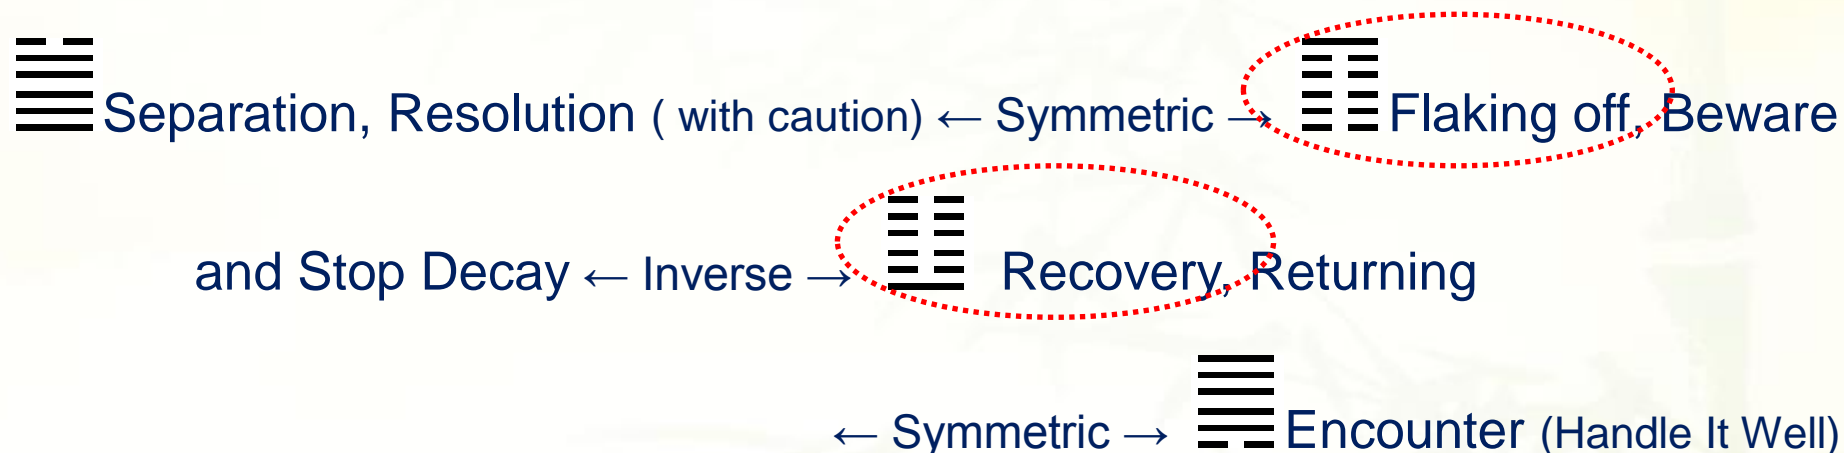 ䷪ Separation, Resolution ( with caution) ← Symmetric → ䷖ Flaking off, Beware
and Stop Decay ← Inverse → ䷗ Recovery, Returning
← Symmetric → ䷫ Encounter (Handle It Well)